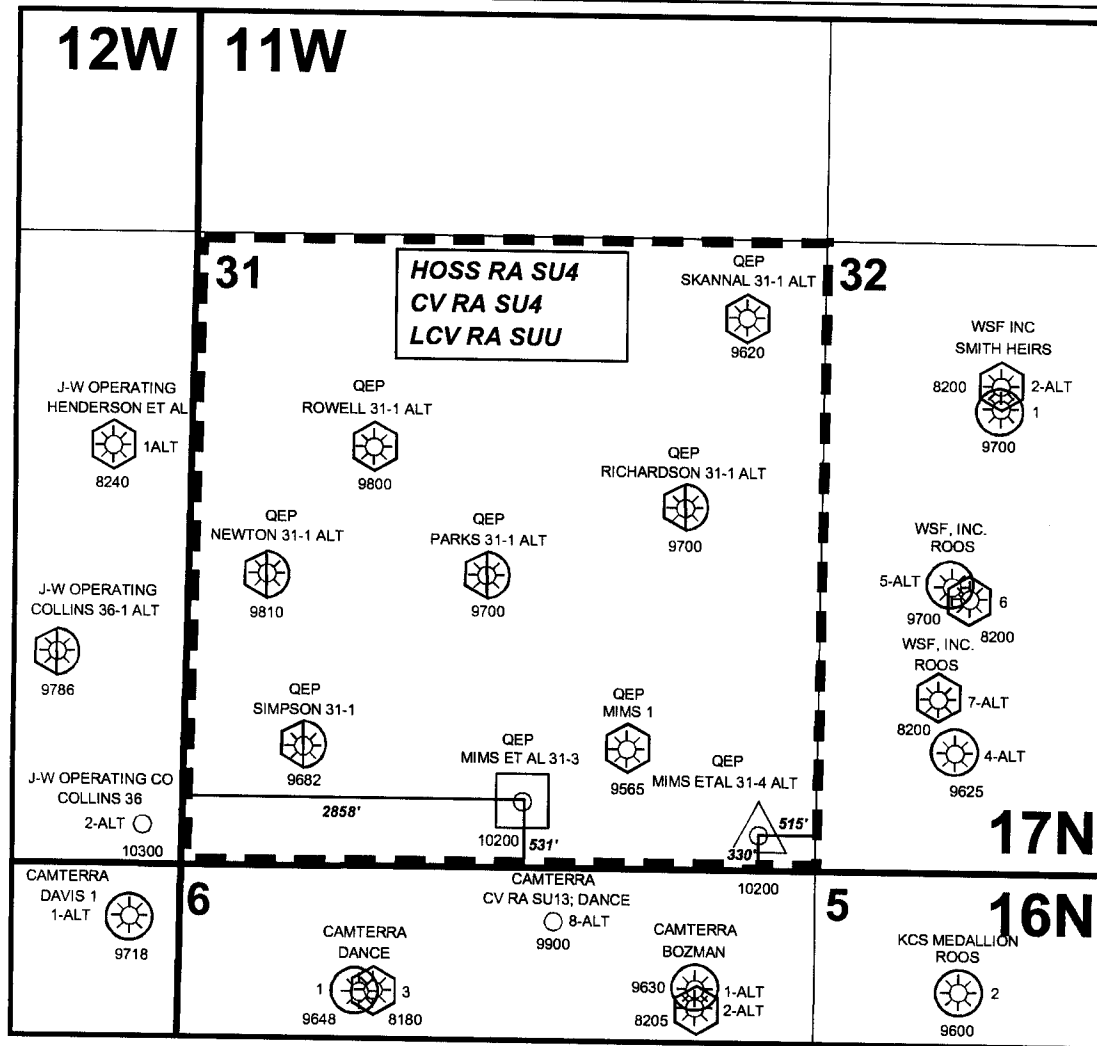 12W
11W
31
HOSS RA SU4
CV RA SU4
LCV RA SUU
QEP
SKANNAL 31-1 ALT
9620
32
WSF INC
SMITH HEIRS
8200
2-ALT
1
9700
J-W OPERATING
HENDERSON ET AL
1ALT
8240
QEP
ROWELL 31-1 ALT
9800
QEP
RICHARDSON 31-1 ALT
9700
QEP
NEWTON 31-1 ALT
9810
QEP
PARKS 31-1 ALT
9700
WSF, INC.
ROOS
5-ALT
9700
6
8200
J-W OPERATING
COLLINS 36-1 ALT
9786
WSF, INC.
ROOS
7-ALT
8200
4-ALT
9625
QEP
SIMPSON 31-1
9682
QEP
MIMS ET AL 31-3
10200
2858'
531'
QEP
MIMS 1
9565
QEP
MIMS ETAL 31-4 ALT
515'
330'
10200
J-W OPERATING CO
COLLINS 36
2-ALT
10300
17N
CAMTERRA
DAVIS 1
1-ALT
9718
6
CAMTERRA
CV RA SU13; DANCE
8-ALT
9900
5
16N
CAMTERRA
DANCE
1
3
9648
8180
CAMTERRA
BOZMAN
9630
1-ALT
2-ALT
8205
KCS MEDALLION
ROOS
2
9600